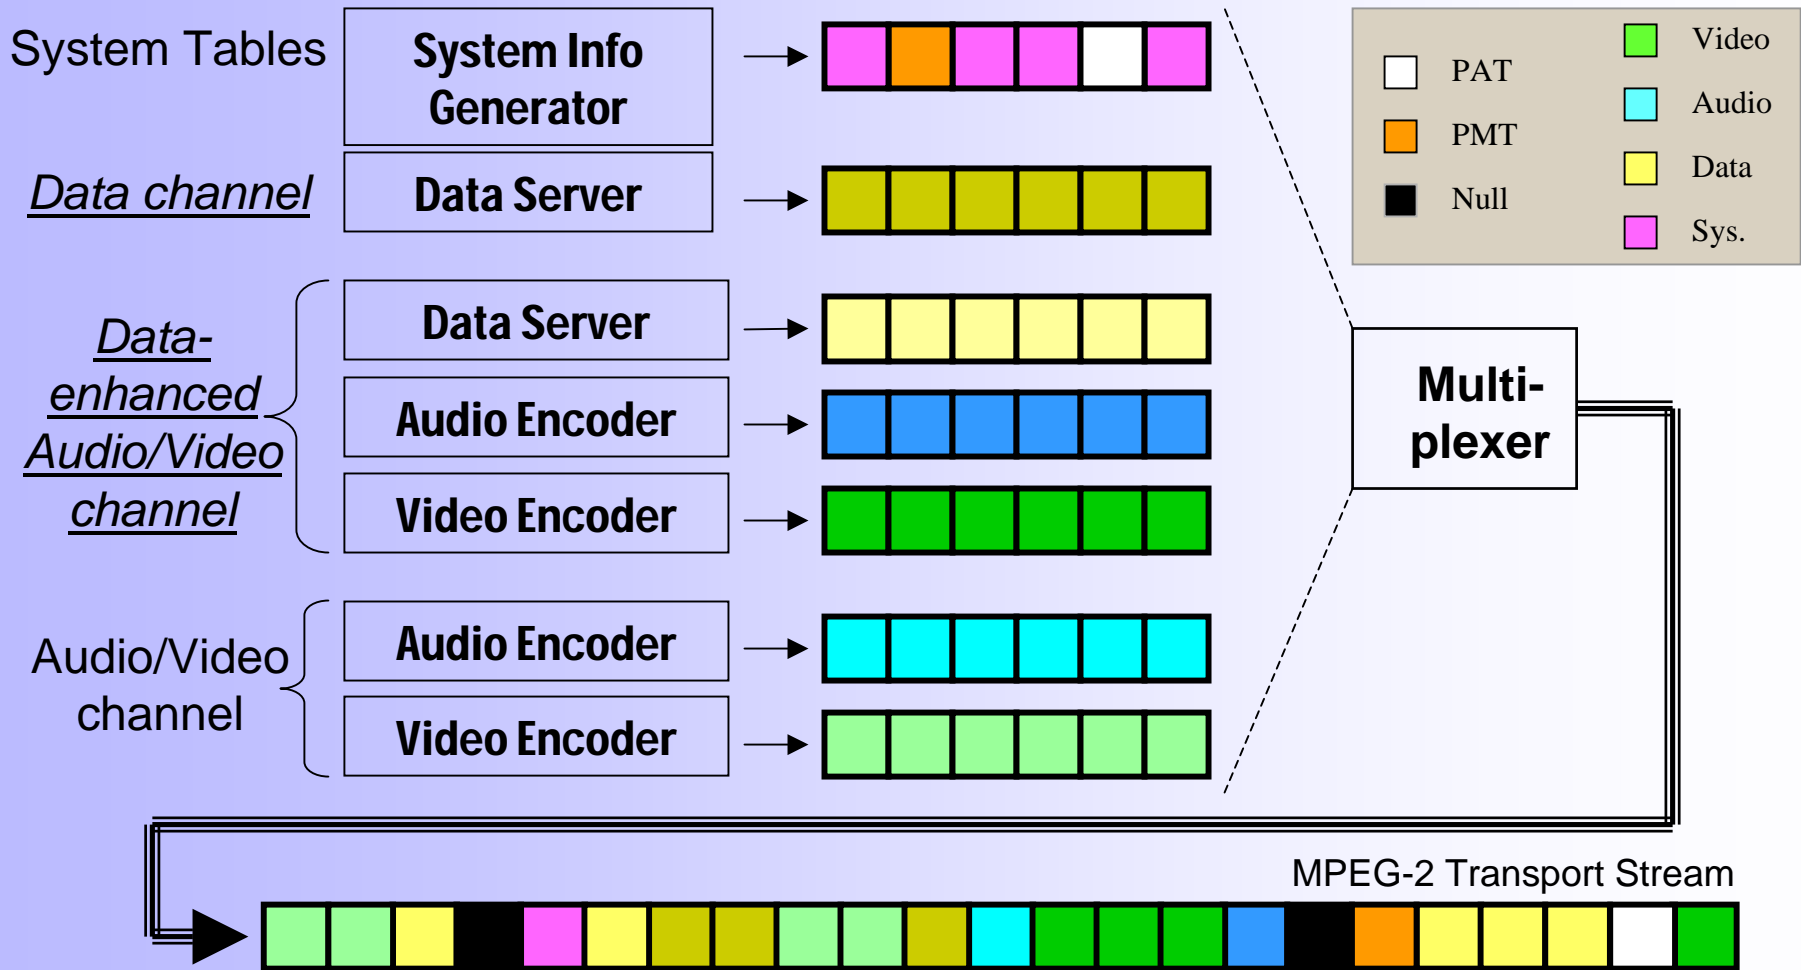 System Tables
System Info
Generator
Data channel
Data Server
Data-
enhanced
Audio/Video
channel
Data Server
Audio Encoder
Video Encoder
Audio/Video
channel
Audio Encoder
Video Encoder
PAT
PMT
Null
Video
Audio
Data
Sys.
Multi-
plexer
MPEG-2 Transport Stream